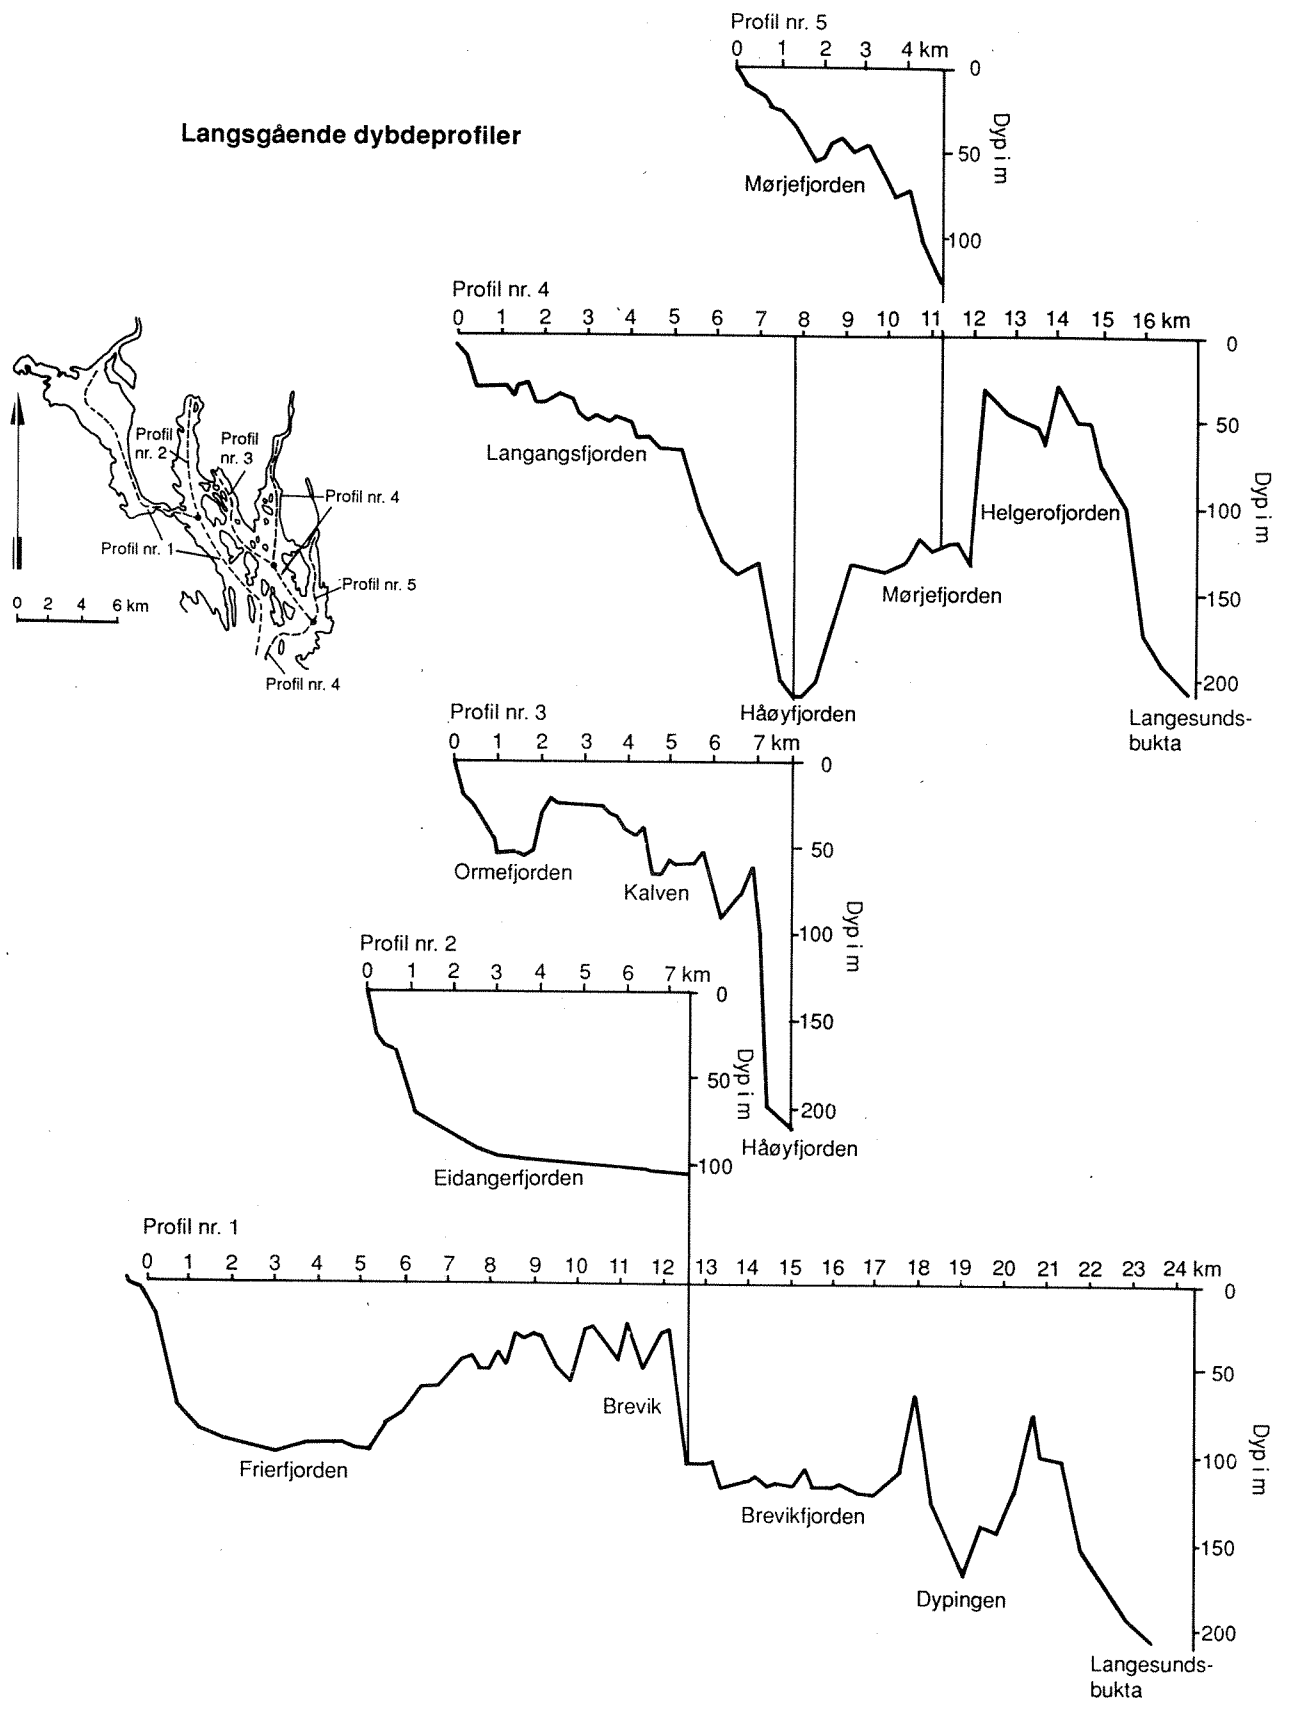 Profil nr. 5
0 1 2 3 4 km
0
50
100
Dyp i m
Mørjefjorden
Langsgående dybdeprofiler
Profil nr. 4
0 1 2 3 4 5 6 7 8 9 10 11 12 13 14 15 16 km
0
50
100
150
200
Dyp i m
Langangsfjorden
Helgerofjorden
Mørjefjorden
Håøyfjorden
Langesunds-
bukta
Profil
nr. 2
Profil
nr. 3
Profil nr. 4
Profil nr. 1
Profil nr. 5
0 2 4 6 km
Profil nr. 4
Profil nr. 3
0 1 2 3 4 5 6 7 km
0
50
100
150
200
Dyp i m
Ormefjorden
Kalven
Håøyfjorden
Profil nr. 2
0 1 2 3 4 5 6 7 km
0
50
100
Dyp i m
Eidangerfjorden
Profil nr. 1
0 1 2 3 4 5 6 7 8 9 10 11 12 13 14 15 16 17 18 19 20 21 22 23 24 km
0
50
100
150
200
Dyp i m
Brevik
Frierfjorden
Brevikfjorden
Dypingen
Langesunds-
bukta